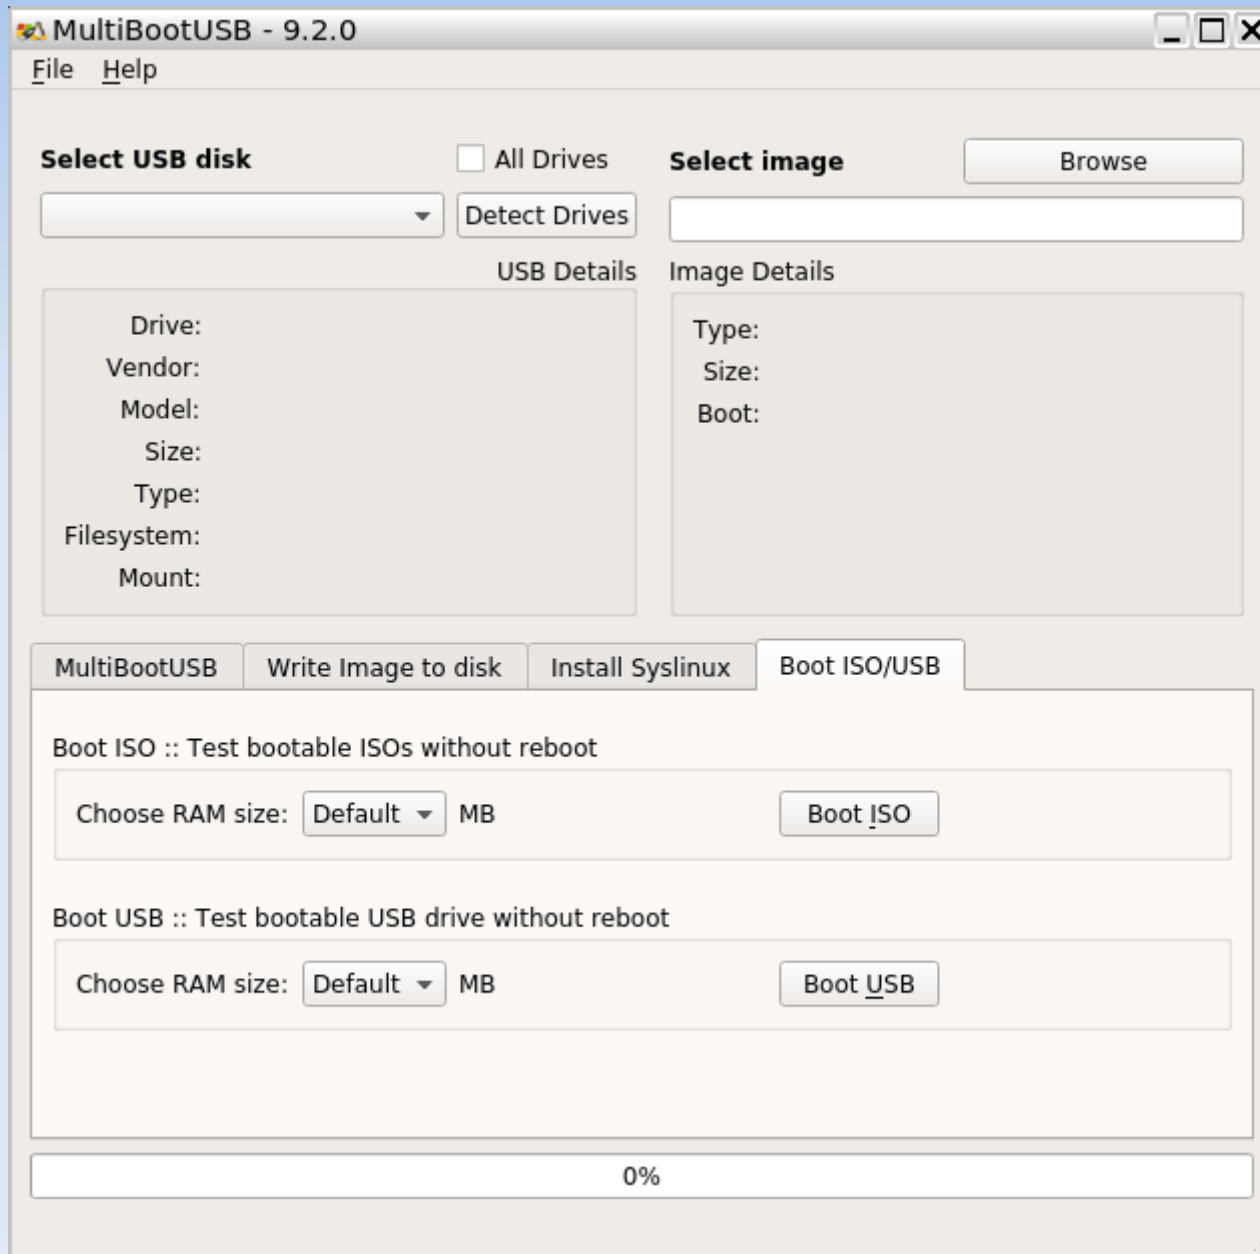 MultiBootUSB - 9.2.0
File Help
Select USB disk
All Drives
Detect Drives
USB Details
Drive:
Vendor:
Model:
Size:
Type:
Filesystem:
Mount:
Select image
Browse
Image Details
Type:
Size:
Boot:
MultiBootUSB Write Image to disk Install Syslinux Boot ISO/USB
Boot ISO :: Test bootable ISOs without reboot
Choose RAM size: Default MB Boot ISO
Boot USB :: Test bootable USB drive without reboot
Choose RAM size: Default MB Boot USB
0%